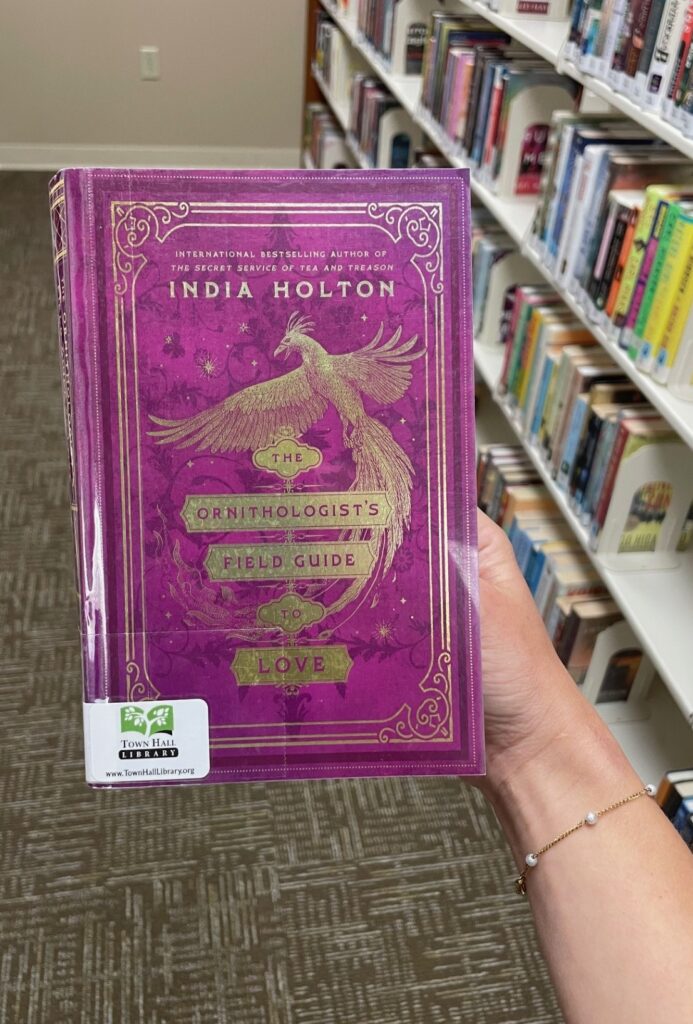 INTERNATIONAL BESTSELLING AUTHOR OF
THE SECRET SERVICE OF TEA AND TREASON
INDIA HOLTON
THE
ORNITHOLOGIST'S
FIELD GUIDE
TO
LOVE
TOWN HALL
LIBRARY
www.TownHallLibrary.org